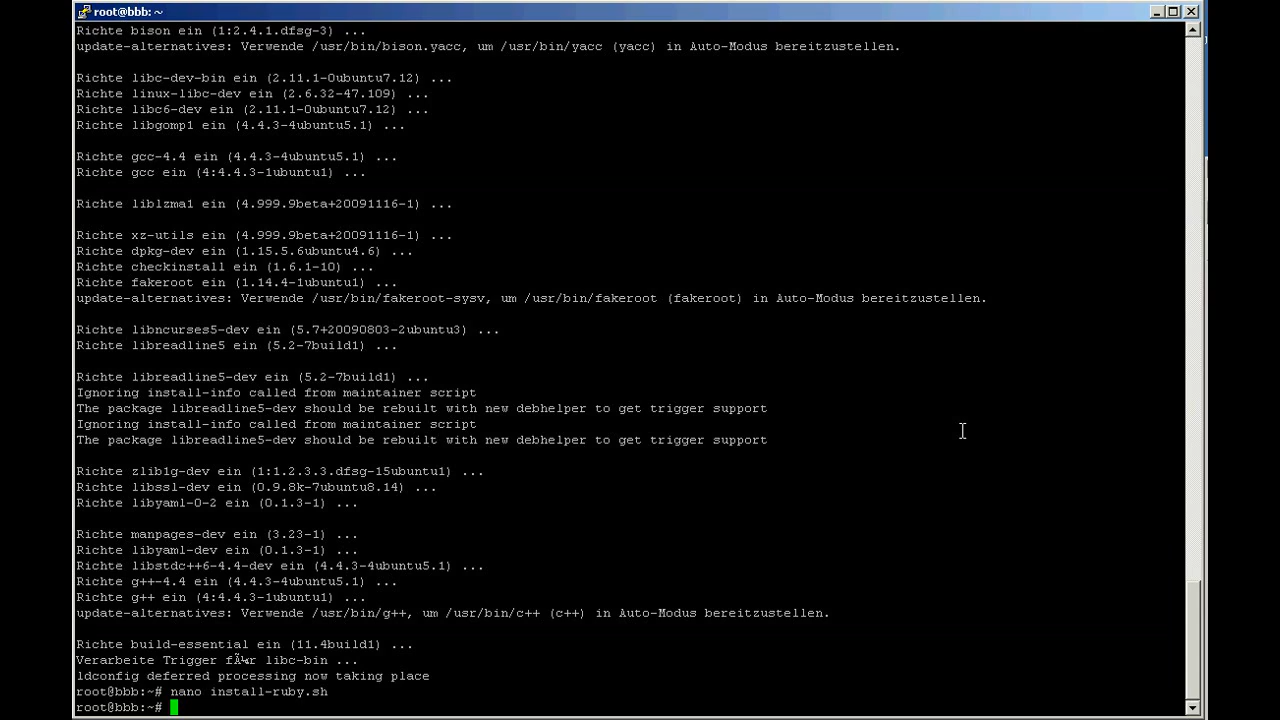 root@bbb: ~
Richte bison ein (1:2.4.1.dfsg-3) ...
update-alternatives: Verwende /usr/bin/bison.yacc, um /usr/bin/yacc (yacc) in Auto-Modus bereitzustellen.
Richte libc-dev-bin ein (2.11.1-0ubuntu7.12) ...
Richte linux-libc-dev ein (2.6.32-47.109) ...
Richte libc6-dev ein (2.11.1-0ubuntu7.12) ...
Richte libgomp1 ein (4.4.3-4ubuntu5.1) ...
Richte gcc-4.4 ein (4.4.3-4ubuntu5.1) ...
Richte gcc ein (4:4.4.3-1ubuntu1) ...
Richte liblzma1 ein (4.999.9beta+20091116-1) ...
Richte xz-utils ein (4.999.9beta+20091116-1) ...
Richte dpkg-dev ein (1.15.5.6ubuntu4.6) ...
Richte checkinstall ein (1.6.1-10) ...
Richte fakeroot ein (1.14.4-1ubuntu1) ...
update-alternatives: Verwende /usr/bin/fakeroot-sysv, um /usr/bin/fakeroot (fakeroot) in Auto-Modus bereitzustellen.
Richte libncurses5-dev ein (5.7+20090803-2ubuntu3) ...
Richte libreadline5 ein (5.2-7build1) ...
Richte libreadline5-dev ein (5.2-7build1) ...
Ignoring install-info called from maintainer script
The package libreadline5-dev should be rebuilt with new debhelper to get trigger support
Ignoring install-info called from maintainer script
The package libreadline5-dev should be rebuilt with new debhelper to get trigger support
Richte zlib1g-dev ein (1:1.2.3.3.dfsg-15ubuntu1) ...
Richte libssl-dev ein (0.9.8k-7ubuntu8.14) ...
Richte libyaml-0-2 ein (0.1.3-1) ...
Richte manpages-dev ein (3.23-1) ...
Richte libyaml-dev ein (0.1.3-1) ...
Richte libstdc++6-4.4-dev ein (4.4.3-4ubuntu5.1) ...
Richte g++-4.4 ein (4.4.3-4ubuntu5.1) ...
Richte g++ ein (4:4.4.3-1ubuntu1) ...
update-alternatives: Verwende /usr/bin/g++, um /usr/bin/c++ (c++) in Auto-Modus bereitzustellen.
Richte build-essential ein (11.4build1) ...
Verarbeite Trigger fÃ¼r libc-bin ...
ldconfig deferred processing now taking place
root@bbb:~# nano install-ruby.sh
root@bbb:~#